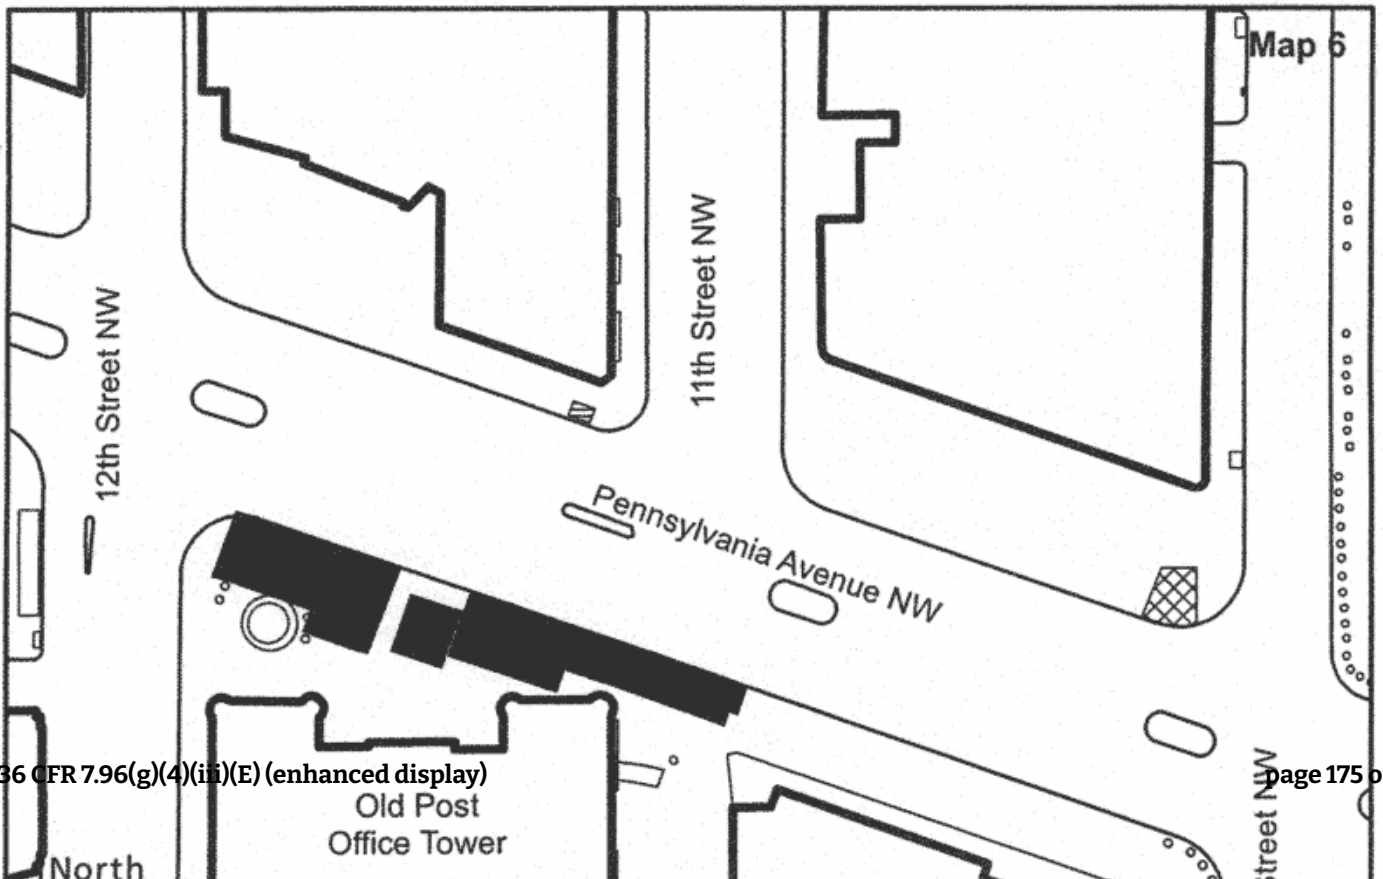 Map 6
12th Street NW
11th Street NW
Pennsylvania Avenue NW
36 CFR 7.96(g)(4)(iii)(E) (enhanced display)
page 175 o
Street NW
Old Post
Office Tower
North